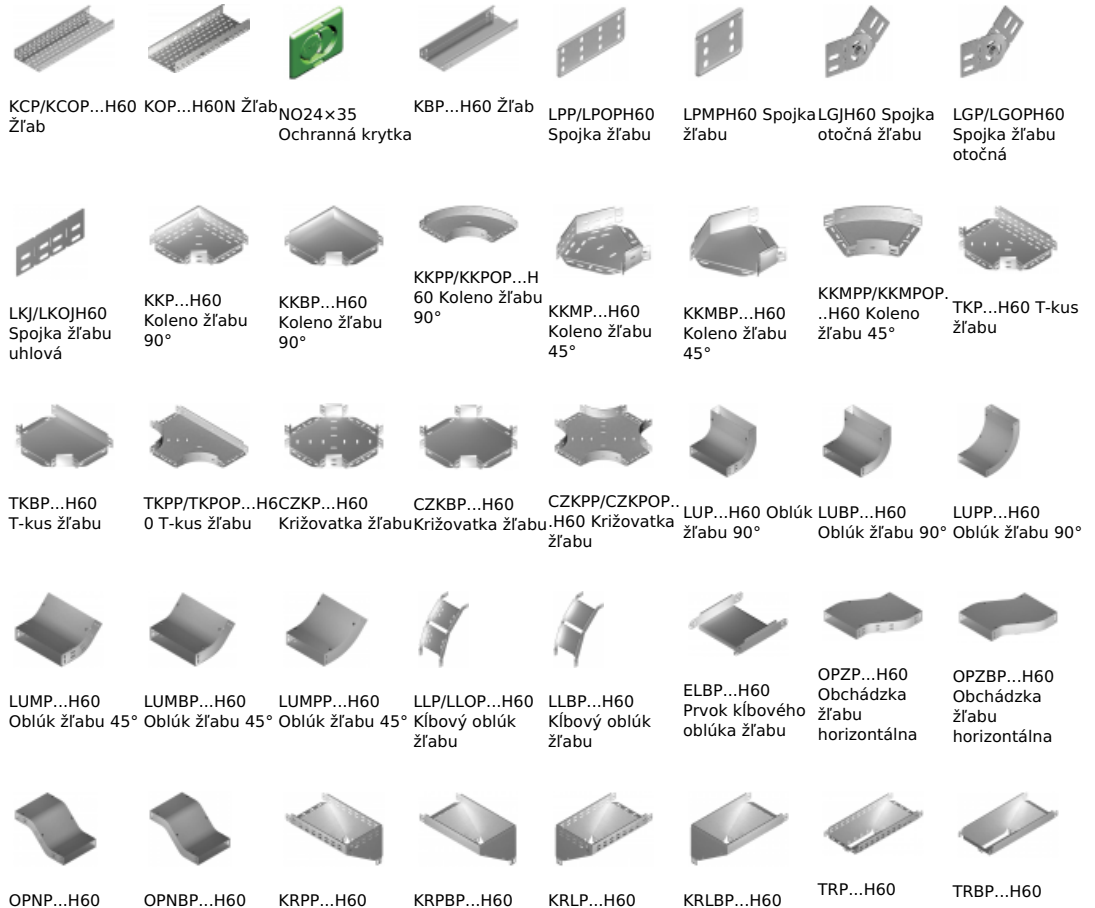 KCP/KCOP...H60
Žľab
KOP...H60N Žľab
NO24×35
Ochranná krytka
KBP...H60 Žľab
LPP/LPOPH60
Spojka žľabu
LPMPH60 Spojka
žľabu
LGJH60 Spojka
otočná žľabu
LGP/LGOPH60
Spojka žľabu
otočná
LKJ/LKOJH60
Spojka žľabu
uhlová
KKP...H60
Koleno žľabu
90°
KKBP...H60
Koleno žľabu
90°
KKPP/KKPOP...H
60 Koleno žľabu
90°
KKMP...H60
Koleno žľabu
45°
KKMBP...H60
Koleno žľabu
45°
KKMPP/KKMPOP.
..H60 Koleno
žľabu 45°
TKP...H60 T-kus
žľabu
TKBP...H60
T-kus žľabu
TKPP/TKPOP...H6
0 T-kus žľabu
CZKP...H60
Križovatka žľabu
CZKBP...H60
Križovatka žľabu
CZKPP/CZKPOP..
.H60 Križovatka
žľabu
LUP...H60 Oblúk
žľabu 90°
LUBP...H60
Oblúk žľabu 90°
LUPP...H60
Oblúk žľabu 90°
LUMP...H60
Oblúk žľabu 45°
LUMBP...H60
Oblúk žľabu 45°
LUMPP...H60
Oblúk žľabu 45°
LLP/LLOP...H60
Kĺbový oblúk
žľabu
LLBP...H60
Kĺbový oblúk
žľabu
ELBP...H60
Prvok kĺbového
oblúka žľabu
OPZP...H60
Obchádzka
žľabu
horizontálna
OPZBP...H60
Obchádzka
žľabu
horizontálna
OPNP...H60
OPNBP...H60
KRPP...H60
KRPBP...H60
KRLP...H60
KRLBP...H60
TRP...H60
TRBP...H60